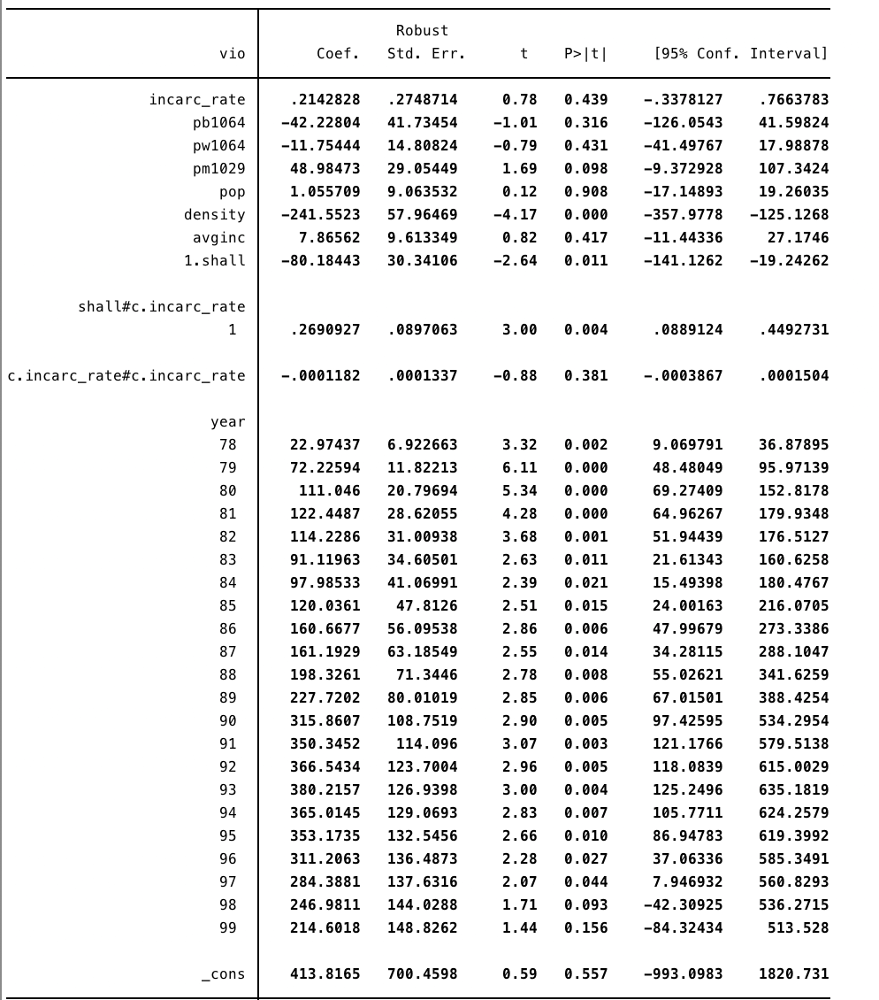 Robust
vio Coef. Std. Err. t P>|t| [95% Conf. Interval]
incarc_rate .2142828 .2748714 0.78 0.439 -.3378127 .7663783
pb1064 -42.22804 41.73454 -1.01 0.316 -126.0543 41.59824
pw1064 -11.75444 14.80824 -0.79 0.431 -41.49767 17.98878
pm1029 48.98473 29.05449 1.69 0.098 -9.372928 107.3424
pop 1.055709 9.063532 0.12 0.908 -17.14893 19.26035
density -241.5523 57.96469 -4.17 0.000 -357.9778 -125.1268
avginc 7.86562 9.613349 0.82 0.417 -11.44336 27.1746
1.shall -80.18443 30.34106 -2.64 0.011 -141.1262 -19.24262
shall#c.incarc_rate
1 .2690927 .0897063 3.00 0.004 .0889124 .4492731
c.incarc_rate#c.incarc_rate -.0001182 .0001337 -0.88 0.381 -.0003867 .0001504
year
78 22.97437 6.922663 3.32 0.002 9.069791 36.87895
79 72.22594 11.82213 6.11 0.000 48.48049 95.97139
80 111.046 20.79694 5.34 0.000 69.27409 152.8178
81 122.4487 28.62055 4.28 0.000 64.96267 179.9348
82 114.2286 31.00938 3.68 0.001 51.94439 176.5127
83 91.11963 34.60501 2.63 0.011 21.61343 160.6258
84 97.98533 41.06991 2.39 0.021 15.49398 180.4767
85 120.0361 47.8126 2.51 0.015 24.00163 216.0705
86 160.6677 56.09538 2.86 0.006 47.99679 273.3386
87 161.1929 63.18549 2.55 0.014 34.28115 288.1047
88 198.3261 71.3446 2.78 0.008 55.02621 341.6259
89 227.7202 80.01019 2.85 0.006 67.01501 388.4254
90 315.8607 108.7519 2.90 0.005 97.42595 534.2954
91 350.3452 114.096 3.07 0.003 121.1766 579.5138
92 366.5434 123.7004 2.96 0.005 118.0839 615.0029
93 380.2157 126.9398 3.00 0.004 125.2496 635.1819
94 365.0145 129.0693 2.83 0.007 105.7711 624.2579
95 353.1735 132.5456 2.66 0.010 86.94783 619.3992
96 311.2063 136.4873 2.28 0.027 37.06336 585.3491
97 284.3881 137.6316 2.07 0.044 7.946932 560.8293
98 246.9811 144.0288 1.71 0.093 -42.30925 536.2715
99 214.6018 148.8262 1.44 0.156 -84.32434 513.528
_cons 413.8165 700.4598 0.59 0.557 -993.0983 1820.731